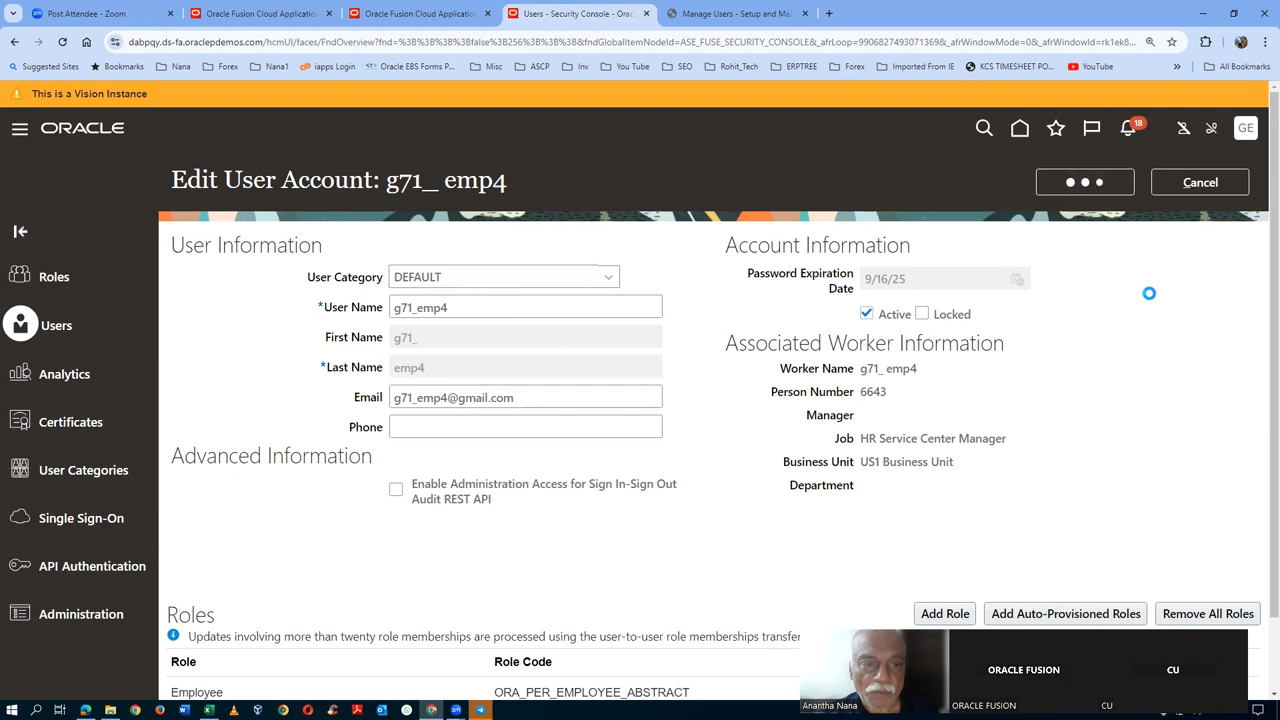 Post Attendee - Zoom
Oracle Fusion Cloud Application
Oracle Fusion Cloud Application
Users - Security Console - Ora
Manage Users - Setup and Ma
dabpqy.ds-fa.oraclepdemos.com/hcmUI/faces/FndOverview?fnd=%3B%3B%3B%3Bfalse%3B256%3B%3B%3B&fndGlobalItemNodeId=ASE_FUSE_SECURITY_CONSOLE&_afrLoop=9906827493071369&_afrWindowMode=0&_afrWindowId=rk1ek8...
Suggested Sites
Bookmarks
Nana
Forex
Nana1
iapps Login
Oracle EBS Forms P...
Misc
ASCP
Inv
You Tube
SEO
Rohit_Tech
ERPTREE
Forex
Imported From IE
KCS TIMESHEET PO...
YouTube
All Bookmarks
This is a Vision Instance
ORACLE
18
GE
Edit User Account: g71_ emp4
Cancel
Roles
Users
Analytics
Certificates
User Categories
Single Sign-On
API Authentication
Administration
User Information
User Category DEFAULT
*User Name g71_emp4
First Name g71_
*Last Name emp4
Email g71_emp4@gmail.com
Phone
Advanced Information
Enable Administration Access for Sign In-Sign Out
Audit REST API
Account Information
Password Expiration
Date
9/16/25
Active
Locked
Associated Worker Information
Worker Name g71_ emp4
Person Number 6643
Manager
Job HR Service Center Manager
Business Unit US1 Business Unit
Department
Roles
Add Role
Add Auto-Provisioned Roles
Remove All Roles
Updates involving more than twenty role memberships are processed using the user-to-user role memberships transfer
Role
Role Code
Employee
ORA_PER_EMPLOYEE_ABSTRACT
ORACLE FUSION
CU
Anantha Nana
ORACLE FUSION
CU